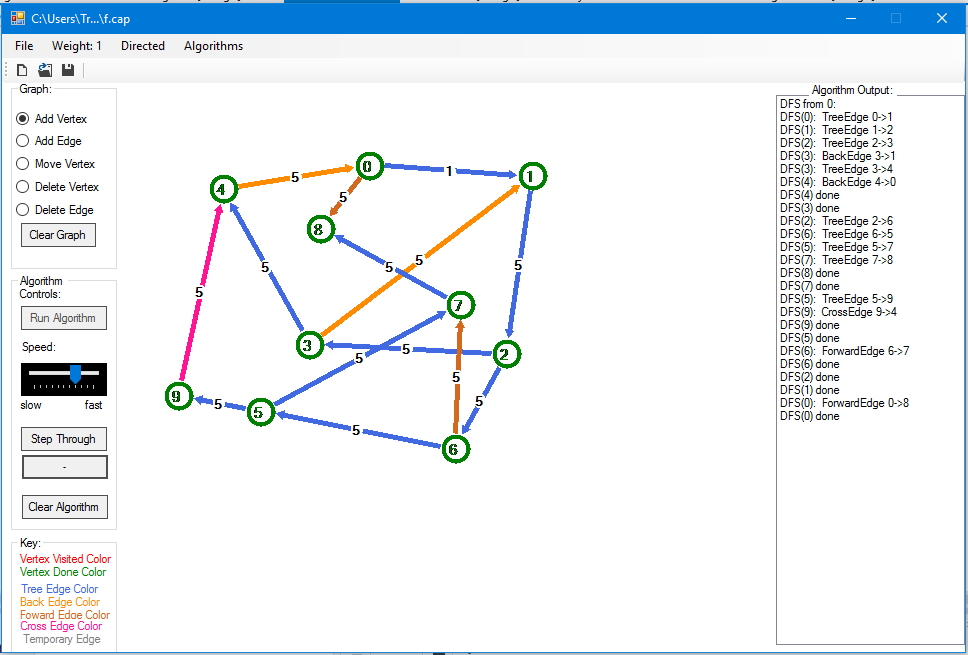 C:\Users\Tr...\f.cap
File Weight: 1 Directed Algorithms
Graph:
Add Vertex
Add Edge
Move Vertex
Delete Vertex
Delete Edge
Clear Graph
Algorithm
Controls:
Run Algorithm
Speed:
slow fast
Step Through
-
Clear Algorithm
Key:
Vertex Visited Color
Vertex Done Color
Tree Edge Color
Back Edge Color
Foward Edge Color
Cross Edge Color
Temporary Edge
0
5
1
1
4
5
8
5
5
5
5
7
3
5
5
2
5
5
9
5
5
5
5
6
Algorithm Output:
DFS from 0:
DFS(0): TreeEdge 0->1
DFS(1): TreeEdge 1->2
DFS(2): TreeEdge 2->3
DFS(3): BackEdge 3->1
DFS(3): TreeEdge 3->4
DFS(4): BackEdge 4->0
DFS(4) done
DFS(3) done
DFS(2): TreeEdge 2->6
DFS(6): TreeEdge 6->5
DFS(5): TreeEdge 5->7
DFS(7): TreeEdge 7->8
DFS(8) done
DFS(7) done
DFS(5): TreeEdge 5->9
DFS(9): CrossEdge 9->4
DFS(9) done
DFS(5) done
DFS(6): ForwardEdge 6->7
DFS(6) done
DFS(2) done
DFS(1) done
DFS(0): ForwardEdge 0->8
DFS(0) done